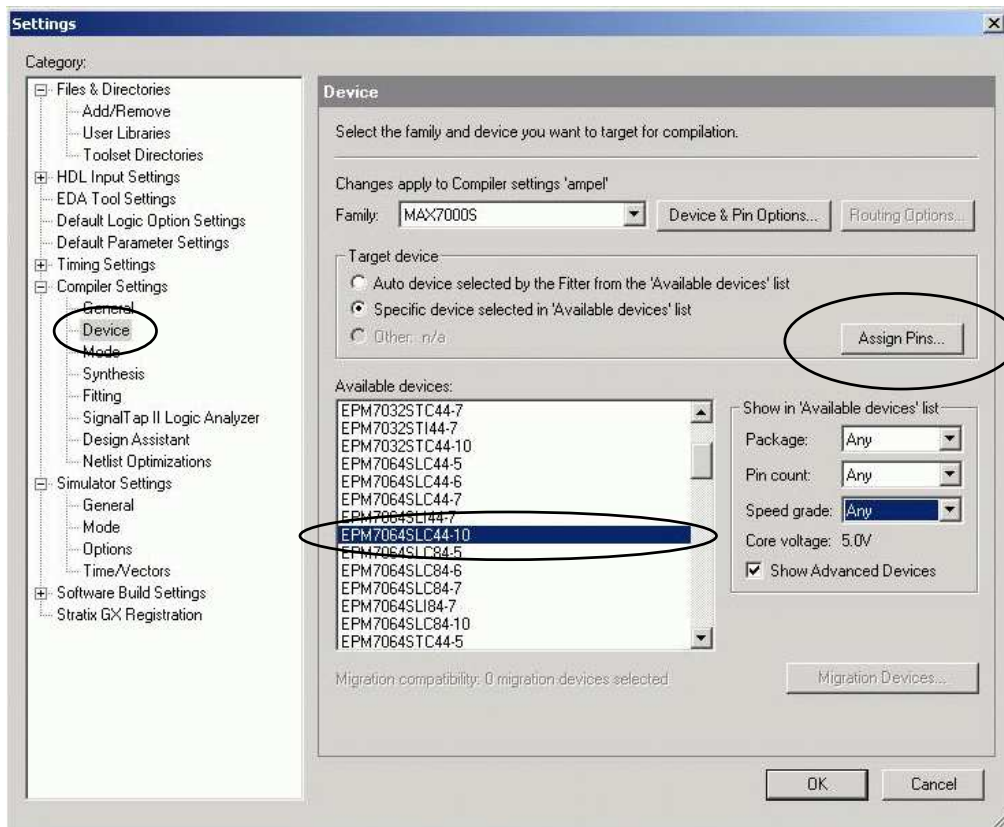 Settings
Category:
Files & Directories
Add/Remove
User Libraries
Toolset Directories
HDL Input Settings
EDA Tool Settings
Default Logic Option Settings
Default Parameter Settings
Timing Settings
Compiler Settings
General
Device
Mode
Synthesis
Fitting
SignalTap II Logic Analyzer
Design Assistant
Netlist Optimizations
Simulator Settings
General
Mode
Options
Time/Vectors
Software Build Settings
Stratix GX Registration
Device
Select the family and device you want to target for compilation.
Changes apply to Compiler settings 'ampel'
Family: MAX7000S Device & Pin Options... Routing Options...
Target device
Auto device selected by the Fitter from the 'Available devices' list
Specific device selected in 'Available devices' list
Other: n/a
Assign Pins...
Available devices:
EPM7032STC44-7
EPM7032STI44-7
EPM7032STC44-10
EPM7064SLC44-5
EPM7064SLC44-6
EPM7064SLC44-7
EPM7064SLI44-7
EPM7064SLC44-10
EPM7064SLC84-5
EPM7064SLC84-6
EPM7064SLC84-7
EPM7064SLI84-7
EPM7064SLC84-10
EPM7064STC44-5
Show in 'Available devices' list
Package: Any
Pin count: Any
Speed grade: Any
Core voltage: 5.0V
Show Advanced Devices
Migration compatibility: 0 migration devices selected
Migration Devices...
OK Cancel